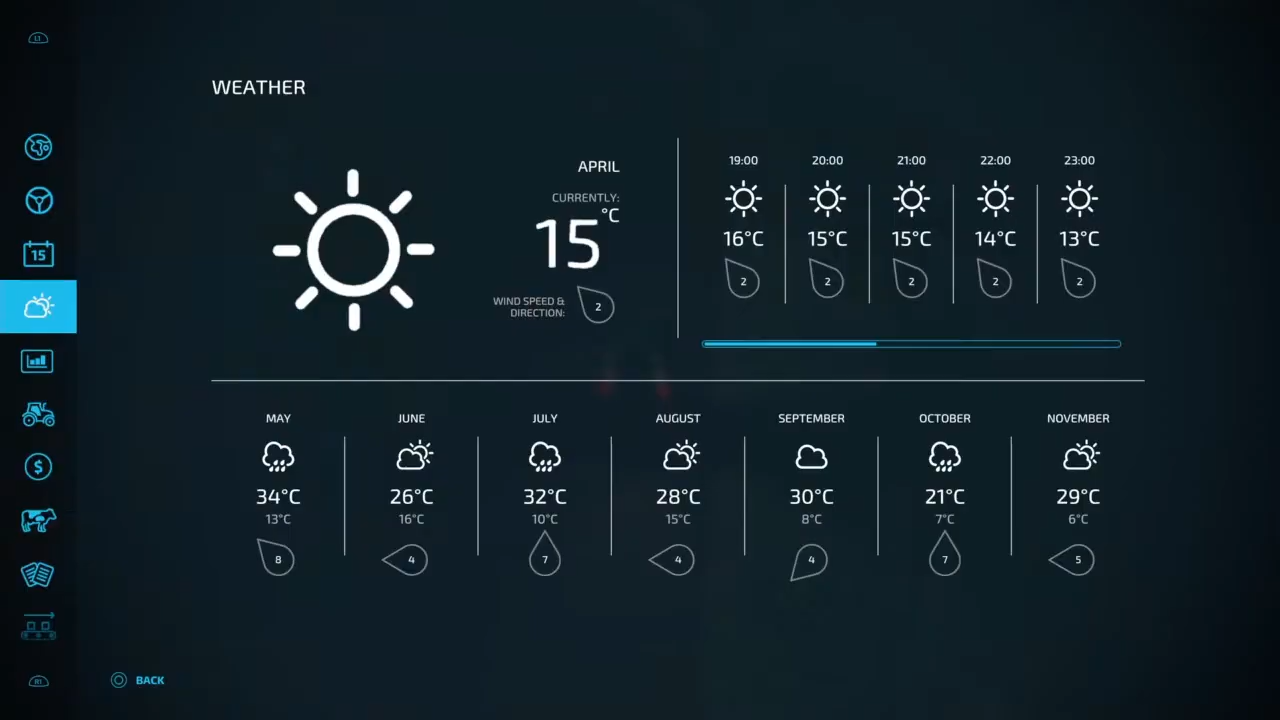 L1
WEATHER
APRIL
CURRENTLY:
15°C
WIND SPEED &
DIRECTION:
2
19:00 20:00 21:00 22:00 23:00
16°C 15°C 15°C 14°C 13°C
2 2 2 2 2
15
MAY JUNE JULY AUGUST SEPTEMBER OCTOBER NOVEMBER
34°C 26°C 32°C 28°C 30°C 21°C 29°C
13°C 16°C 10°C 15°C 8°C 7°C 6°C
8 4 7 4 4 7 5
$
R1
BACK